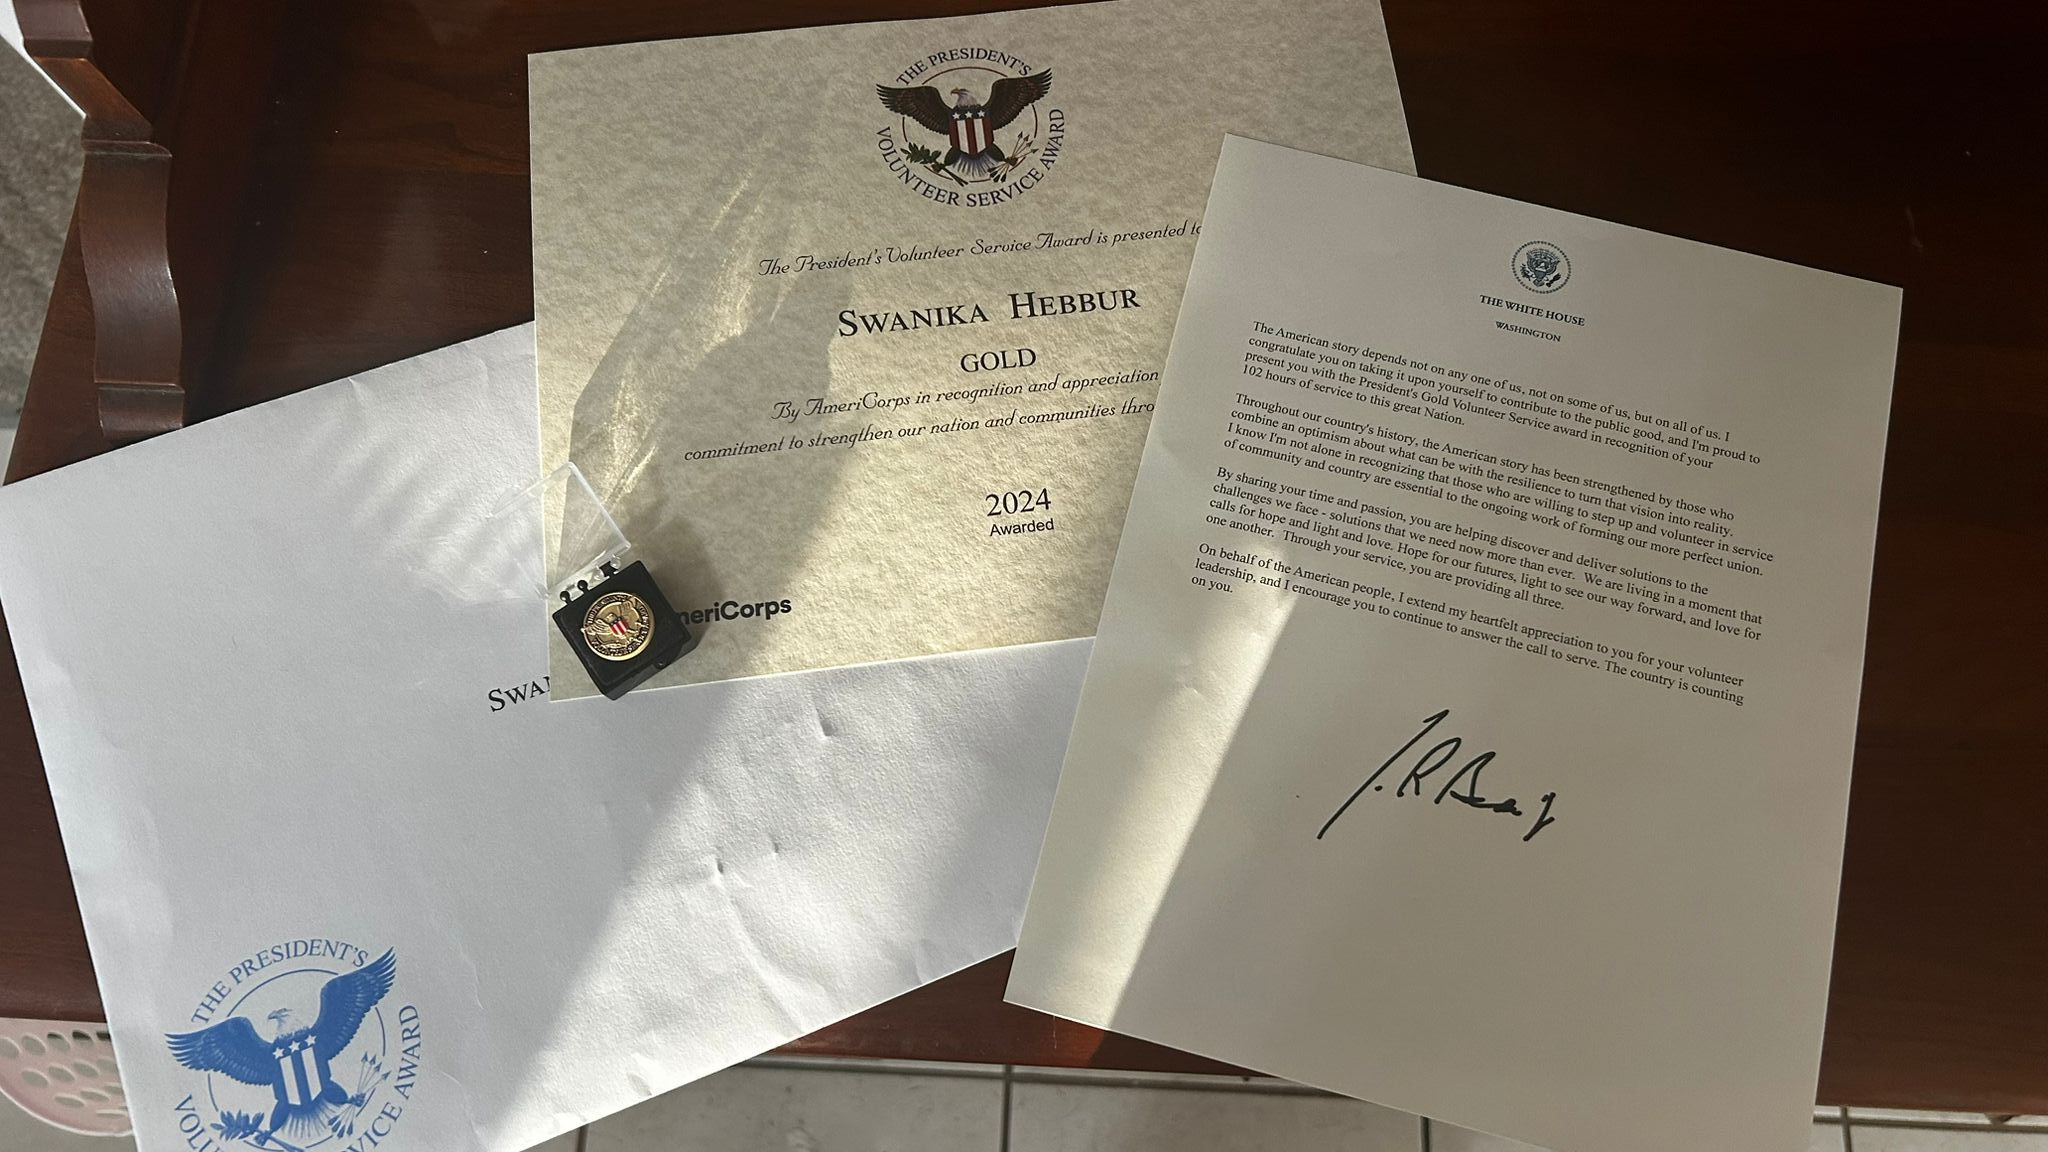 THE PRESIDENT'S
VOLUNTEER SERVICE AWARD
The President's Volunteer Service Award is presented to
SWANIKA HEBBUR
GOLD
By AmeriCorps in recognition and appreciation
commitment to strengthen our nation and communities thro
2024
Awarded
meriCorps
THE WHITE HOUSE
WASHINGTON
The American story depends not on any one of us, not on some of us, but on all of us. I
congratulate you on taking it upon yourself to contribute to the public good, and I'm proud to
present you with the President's Gold Volunteer Service award in recognition of your
102 hours of service to this great Nation.
Throughout our country's history, the American story has been strengthened by those who
combine an optimism about what can be with the resilience to turn that vision into reality.
I know I'm not alone in recognizing that those who are willing to step up and volunteer in service
of community and country are essential to the ongoing work of forming our more perfect union.
By sharing your time and passion, you are helping discover and deliver solutions to the
challenges we face - solutions that we need now more than ever. We are living in a moment that
calls for hope and light and love. Hope for our futures, light to see our way forward, and love for
one another. Through your service, you are providing all three.
On behalf of the American people, I extend my heartfelt appreciation to you for your volunteer
leadership, and I encourage you to continue to answer the call to serve. The country is counting
on you.
SWA
THE PRESIDENT'S
VOLU
VICE AWARD